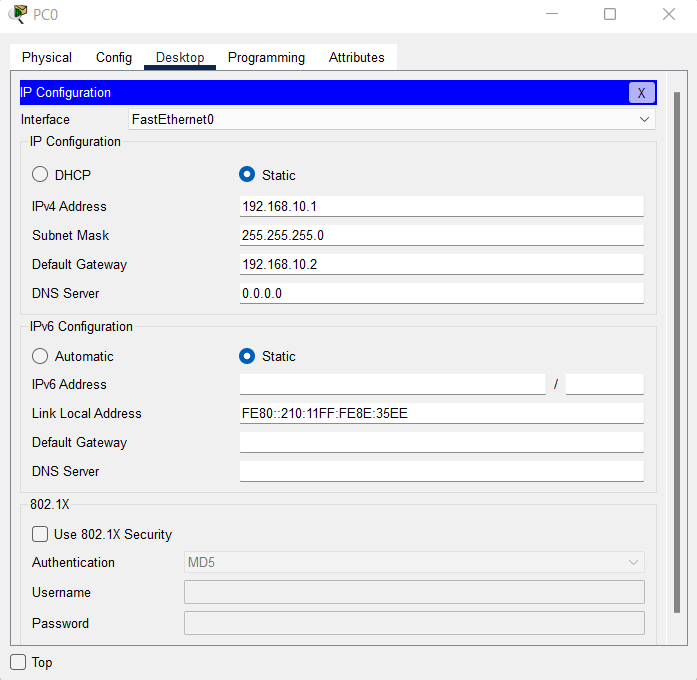 PC0
Physical Config Desktop Programming Attributes
IP Configuration X
Interface FastEthernet0
IP Configuration
DHCP Static
IPv4 Address 192.168.10.1
Subnet Mask 255.255.255.0
Default Gateway 192.168.10.2
DNS Server 0.0.0.0
IPv6 Configuration
Automatic Static
IPv6 Address /
Link Local Address FE80::210:11FF:FE8E:35EE
Default Gateway
DNS Server
802.1X
Use 802.1X Security
Authentication MD5
Username
Password
Top